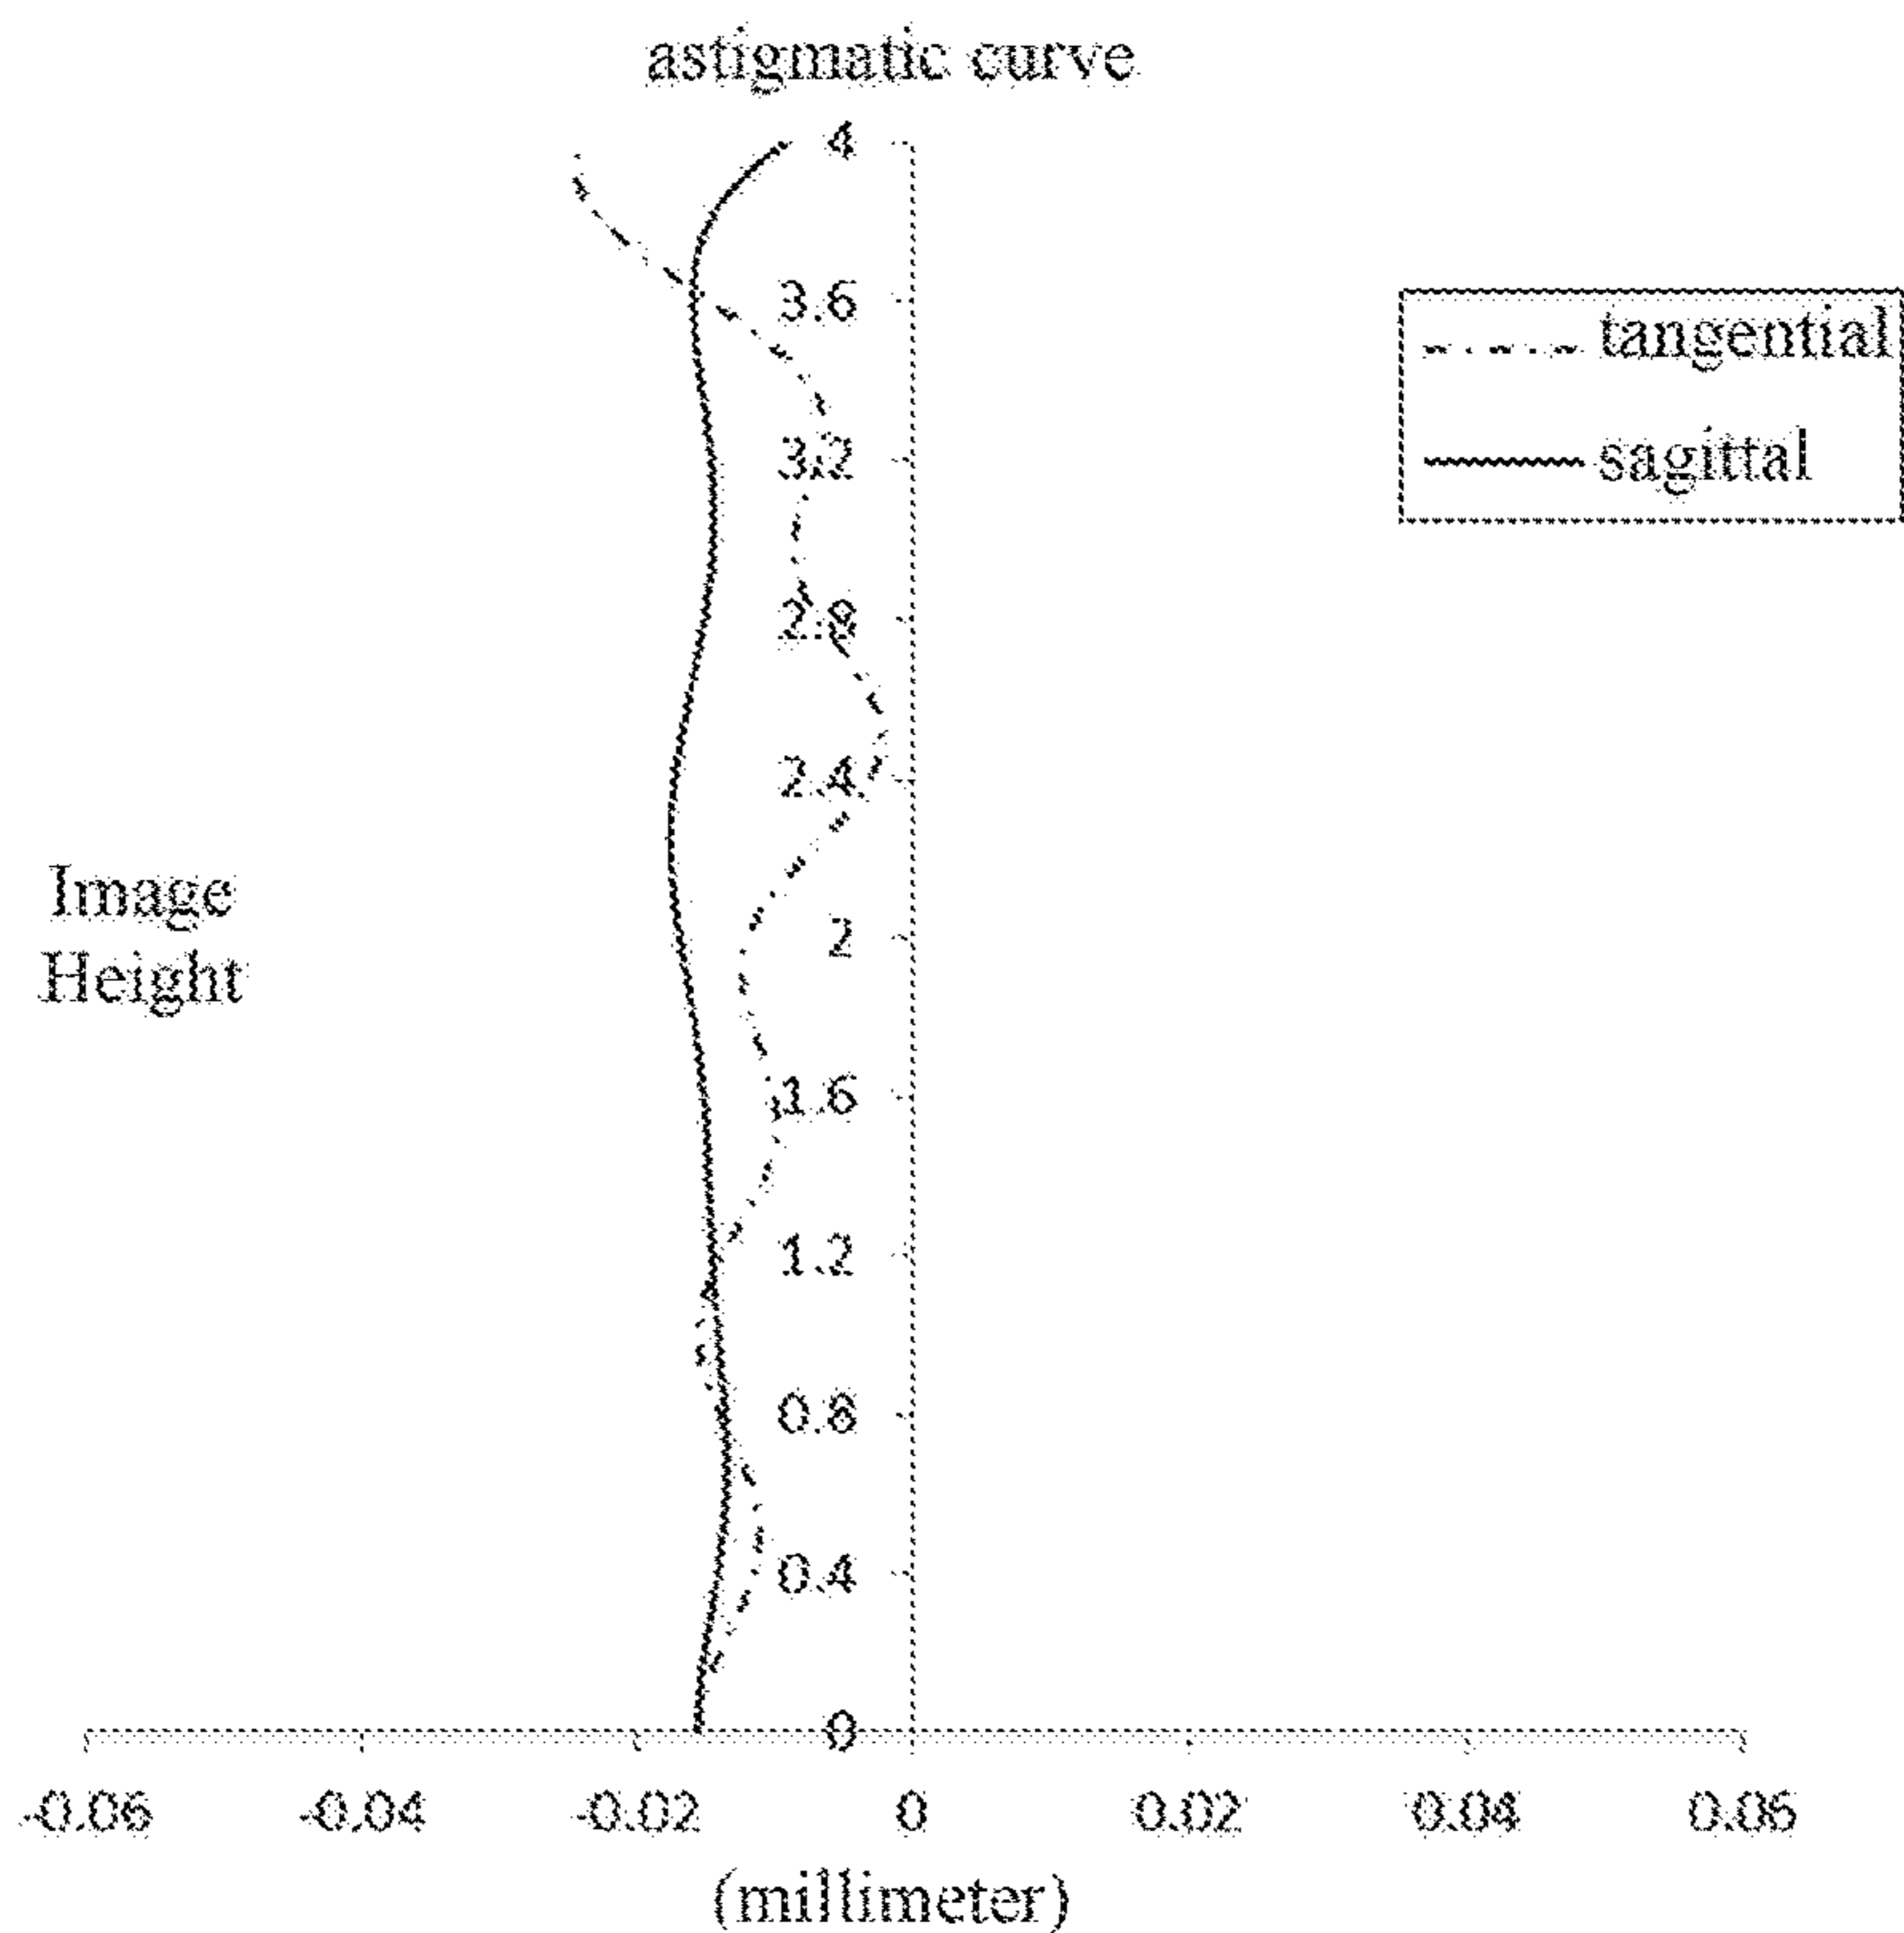 astigmatic curve
4
3.6
tangential
3.2
sagittal
2.8
2.4
Image
Height
2
1.6
1.2
0.8
0.4
0
-0.06 -0.04 -0.02 0 0.02 0.04 0.06
(millimeter)